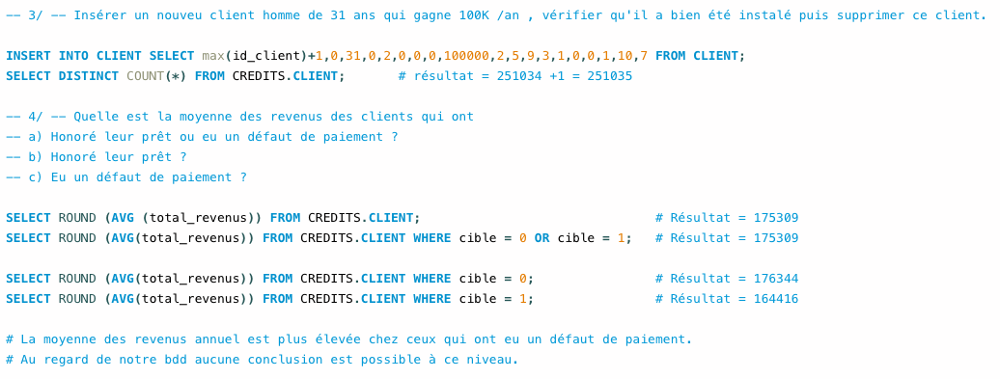 -- 3/ -- Insérer un nouveu client homme de 31 ans qui gagne 100K /an , vérifier qu'il a bien été instalé puis supprimer ce client.
INSERT INTO CLIENT SELECT max(id_client)+1,0,31,0,2,0,0,0,100000,2,5,9,3,1,0,0,1,10,7 FROM CLIENT;
SELECT DISTINCT COUNT(*) FROM CREDITS.CLIENT; # résultat = 251034 +1 = 251035
-- 4/ -- Quelle est la moyenne des revenus des clients qui ont
-- a) Honoré leur prêt ou eu un défaut de paiement ?
-- b) Honoré leur prêt ?
-- c) Eu un défaut de paiement ?
SELECT ROUND (AVG (total_revenus)) FROM CREDITS.CLIENT; # Résultat = 175309
SELECT ROUND (AVG(total_revenus)) FROM CREDITS.CLIENT WHERE cible = 0 OR cible = 1; # Résultat = 175309
SELECT ROUND (AVG(total_revenus)) FROM CREDITS.CLIENT WHERE cible = 0; # Résultat = 176344
SELECT ROUND (AVG(total_revenus)) FROM CREDITS.CLIENT WHERE cible = 1; # Résultat = 164416
# La moyenne des revenus annuel est plus élevée chez ceux qui ont eu un défaut de paiement.
# Au regard de notre bdd aucune conclusion est possible à ce niveau.